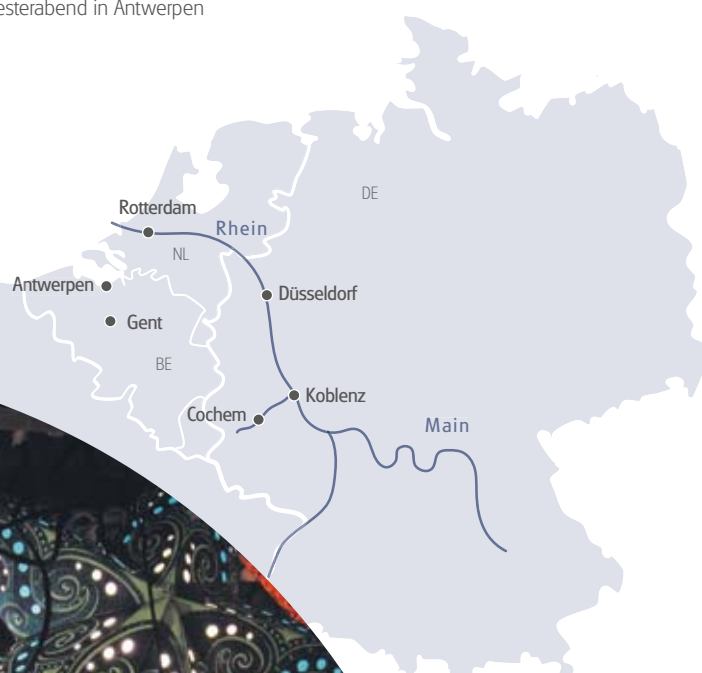 esterabend in Antwerpen
DE
Rotterdam
Rhein
NL
Antwerpen
Düsseldorf
Gent
BE
Koblenz
Cochem
Main